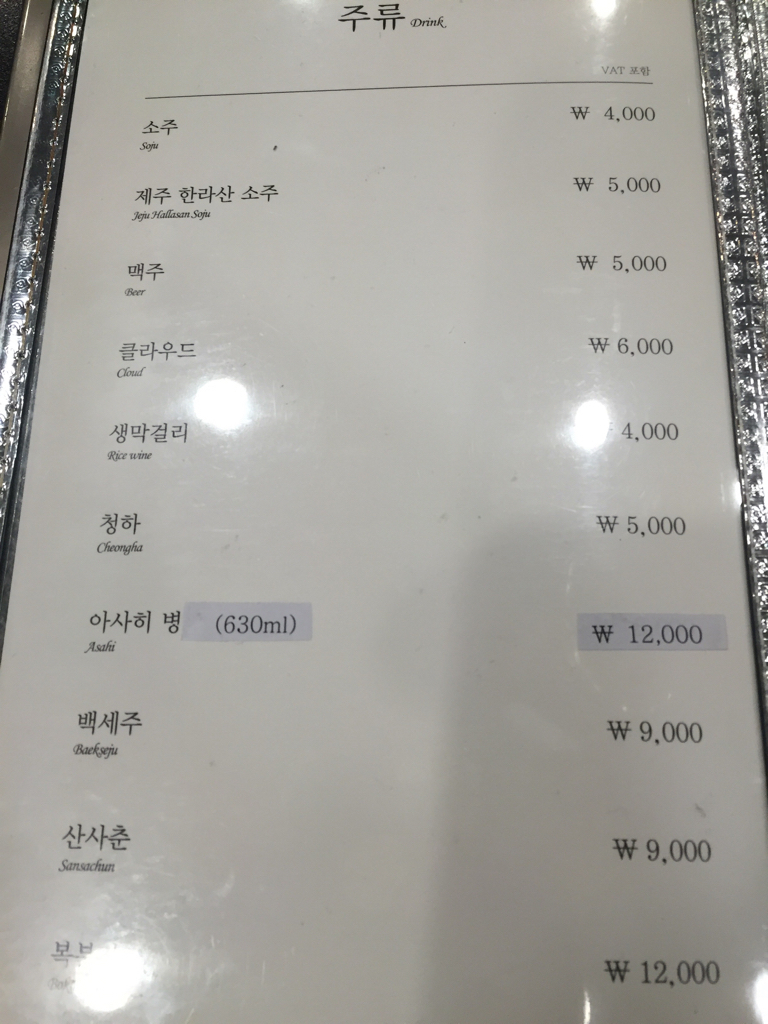 주류 Drink
VAT 포함
소주 ₩ 4,000
Soju
제주 한라산 소주 ₩ 5,000
Jeju Hallasan Soju
맥주 ₩ 5,000
Beer
클라우드 ₩ 6,000
Cloud
생막걸리 4,000
Rice wine
청하 ₩ 5,000
Cheongha
아사히 병 (630ml) ₩ 12,000
Asahi
백세주 ₩ 9,000
Baekseju
산사춘 ₩ 9,000
Sansachun
₩ 12,000